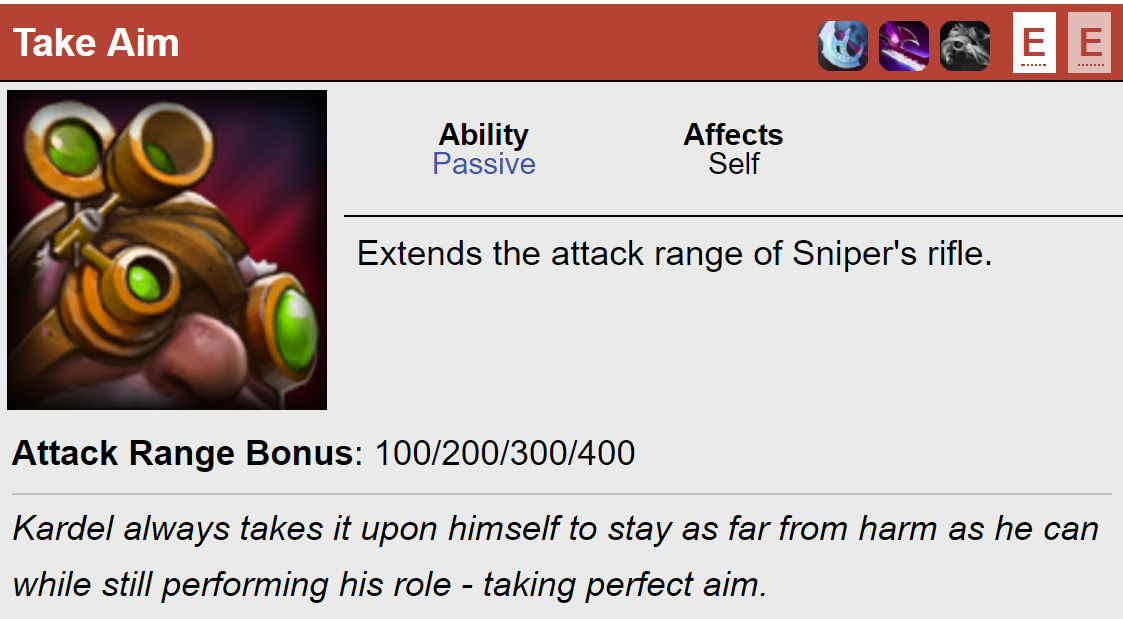 Take Aim
E E
Ability
Passive
Affects
Self
Extends the attack range of Sniper's rifle.
Attack Range Bonus: 100/200/300/400
Kardel always takes it upon himself to stay as far from harm as he can
while still performing his role - taking perfect aim.